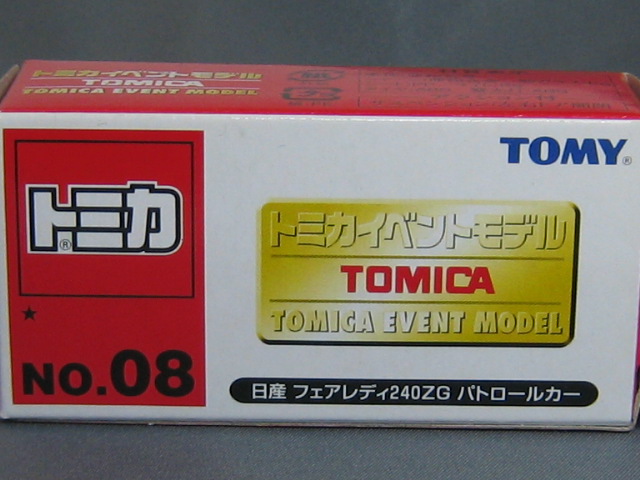 トミカイベントモデル
TOMICA
TOMICA EVENT MODEL
TOMY®
トミカ®
トミカイベントモデル
TOMICA
TOMICA EVENT MODEL
★
NO.08
日産 フェアレディ240ZG パトロールカー